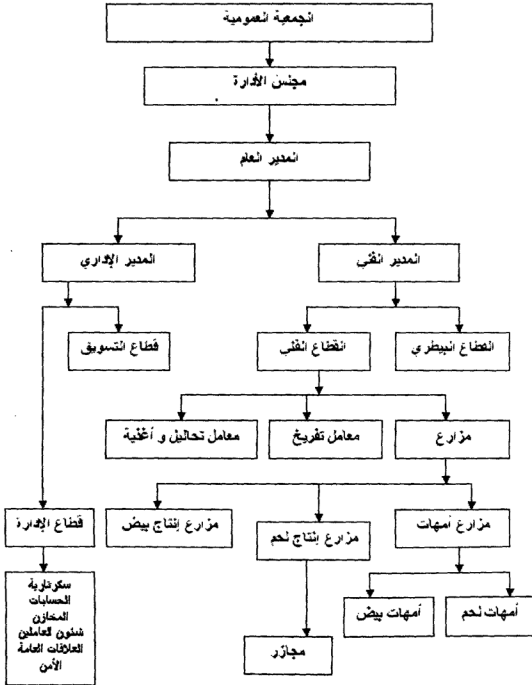 الجمعية العمومية
مجلس الأدارة
المدير العام
المدير الفني
المدير الإداري
القطاع البيطري
القطاع الفني
قطاع التسويق
مزارع
معامل تفريخ
معامل تحاليل و أغذية
مزارع أمهات
مزارع إنتاج لحم
مزارع إنتاج بيض
قطاع الإدارة
أمهات لحم
أمهات بيض
مجازر
سكرتارية
الحسابات
المخازن
شئون العاملين
العلاقات العامة
الأمن